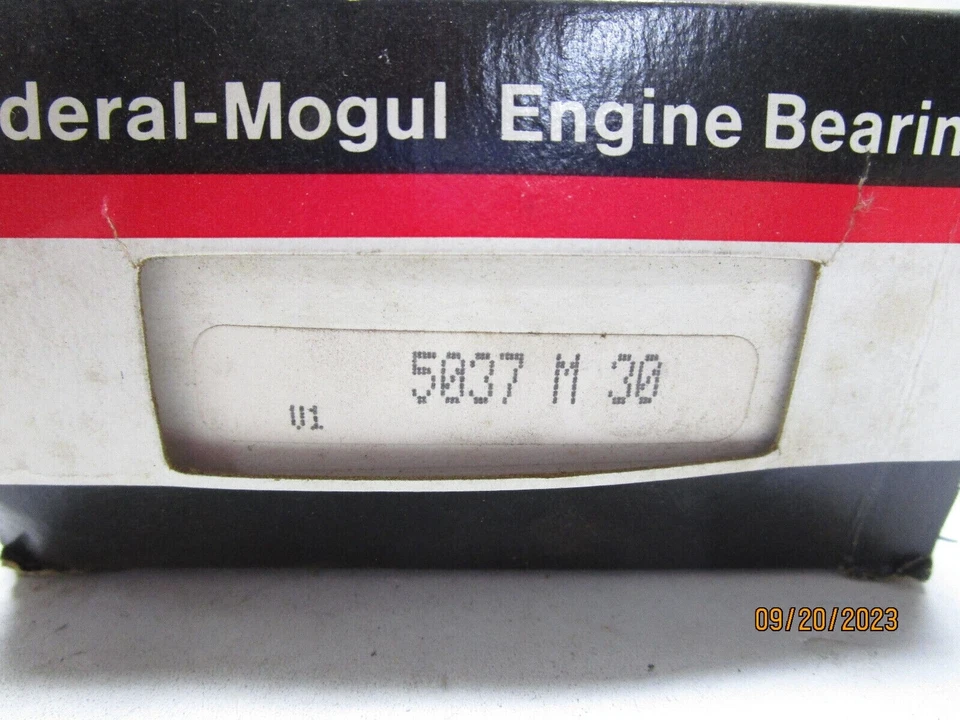 deral-Mogul Engine Bearin
5037 M 30
V1
09/20/2023